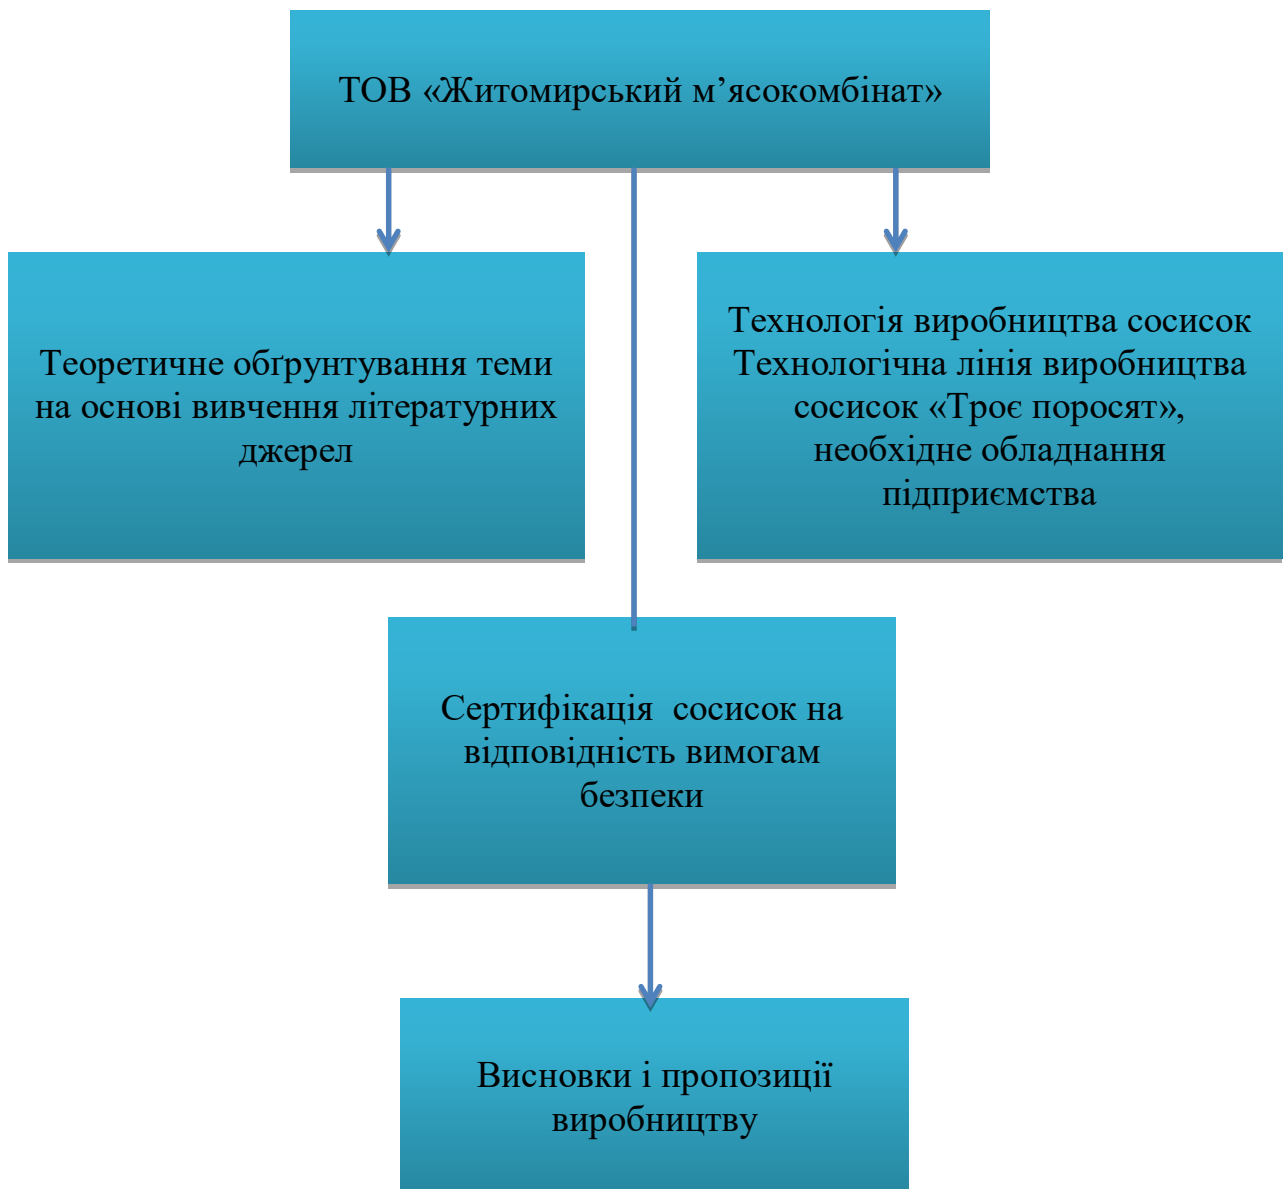 ТОВ «Житомирський м’ясокомбінат»
Теоретичне обґрунтування теми
на основі вивчення літературних
джерел
Технологія виробництва сосисок
Технологічна лінія виробництва
сосисок «Троє поросят»,
необхідне обладнання
підприємства
Сертифікація  сосисок на
відповідність вимогам
безпеки
Висновки і пропозиції
виробництву